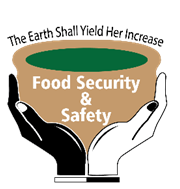 The Earth Shall Yield Her Increase
Food Security
&
Safety